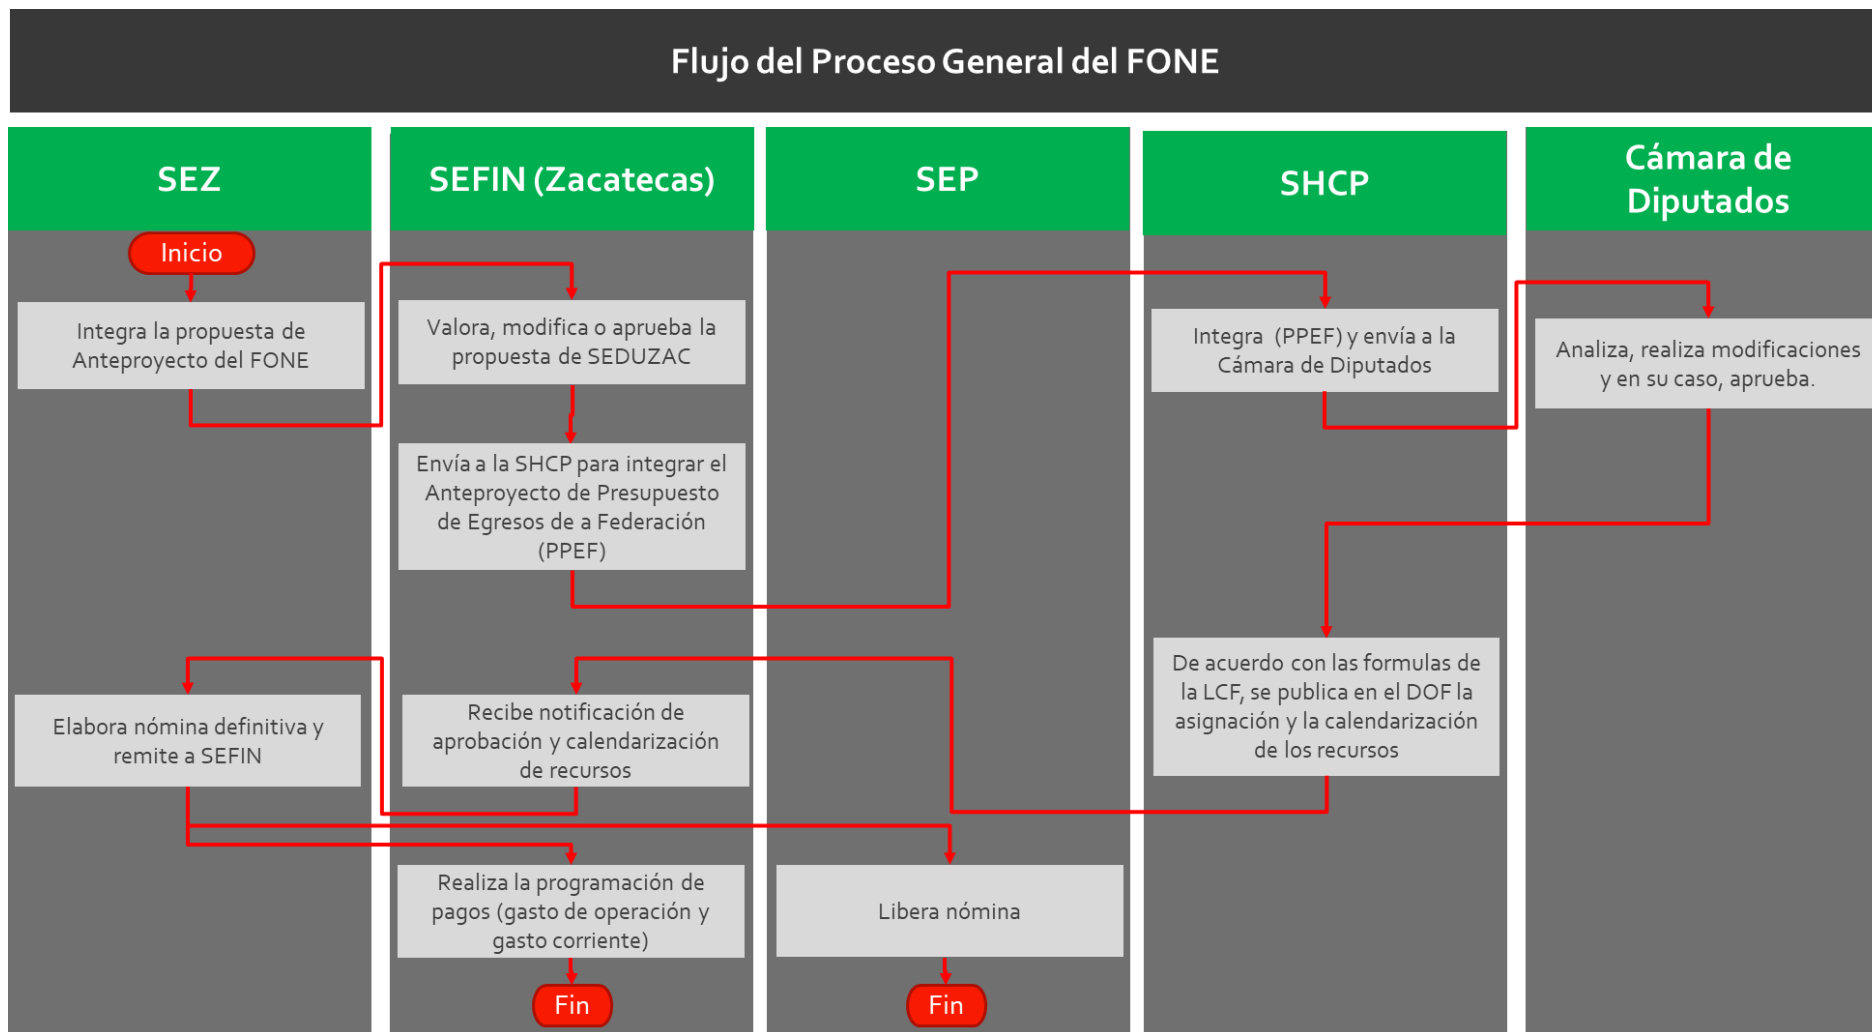 Flujo del Proceso General del FONE
SEZ
SEFIN (Zacatecas)
SEP
SHCP
Cámara de
Diputados
Inicio
Integra la propuesta de
Anteproyecto del FONE
Valora, modifica o aprueba la
propuesta de SEDUZAC
Integra (PPEF) y envía a la
Cámara de Diputados
Analiza, realiza modificaciones
y en su caso, aprueba.
Envía a la SHCP para integrar el
Anteproyecto de Presupuesto
de Egresos de a Federación
(PPEF)
De acuerdo con las formulas de
la LCF, se publica en el DOF la
asignación y la calendarización
de los recursos
Recibe notificación de
aprobación y calendarización
de recursos
Elabora nómina definitiva y
remite a SEFIN
Realiza la programación de
pagos (gasto de operación y
gasto corriente)
Libera nómina
Fin
Fin